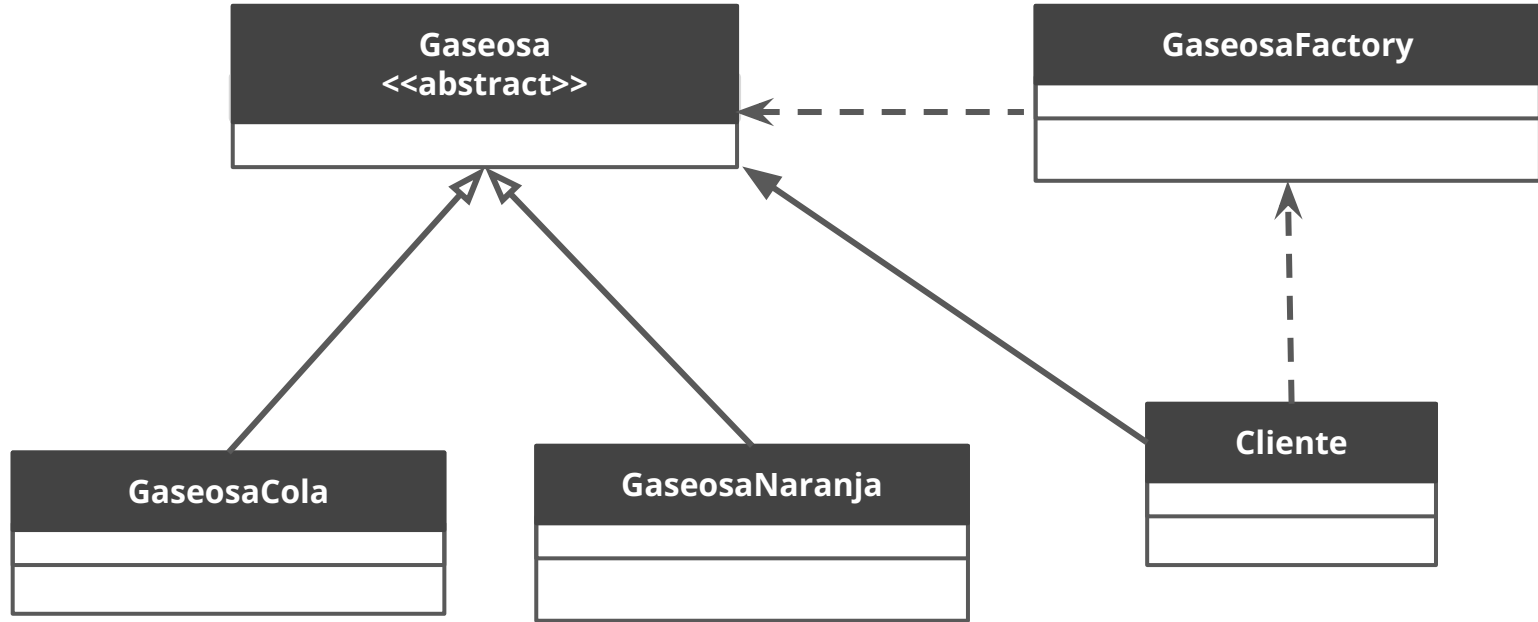 Gaseosa
<<abstract>>
GaseosaFactory
GaseosaCola
GaseosaNaranja
Cliente